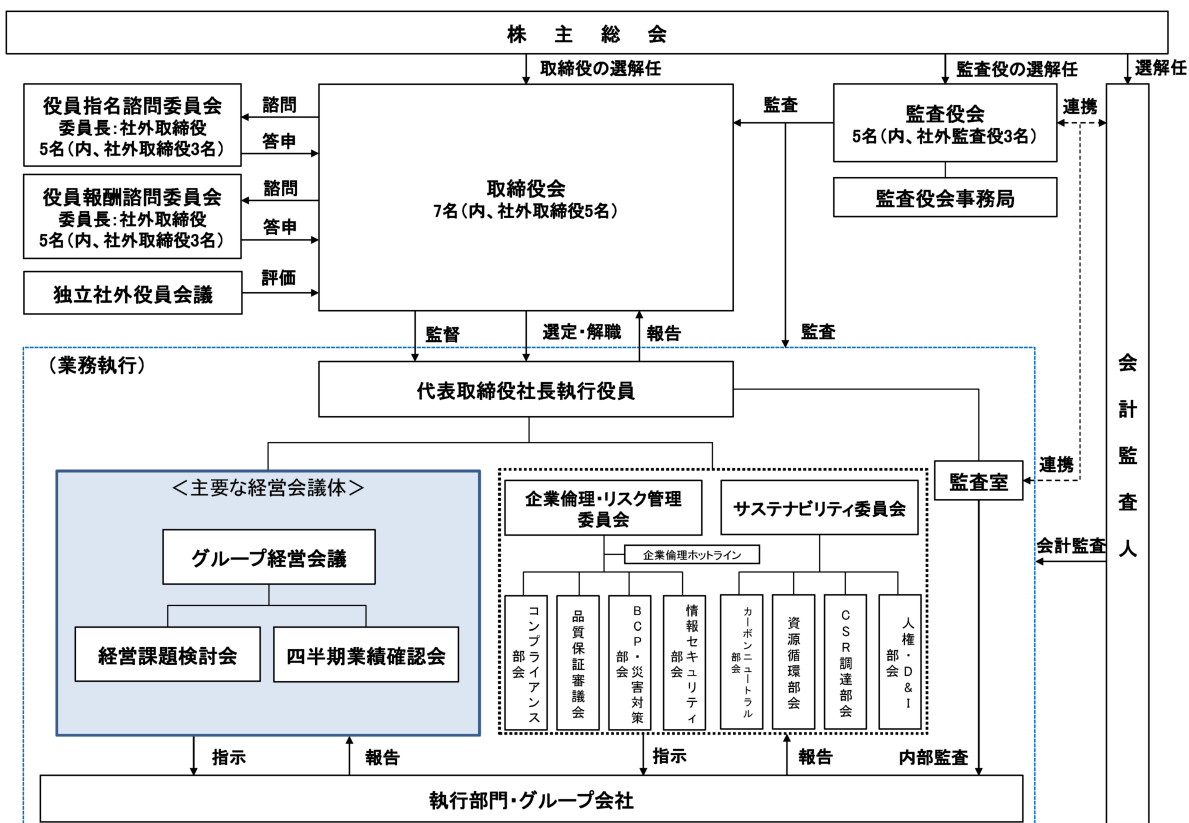 株主総会
取締役の選解任
監査役の選解任
選解任
役員指名諮問委員会
委員長：社外取締役
5名（内、社外取締役3名）
諮問
答申
役員報酬諮問委員会
委員長：社外取締役
5名（内、社外取締役3名）
諮問
答申
独立社外役員会議
評価
取締役会
7名（内、社外取締役5名）
監査
監査役会
5名（内、社外監査役3名）
監査役会事務局
連携
監督
選定・解職
報告
監査
（業務執行）
代表取締役社長執行役員
会計監査人
＜主要な経営会議体＞
グループ経営会議
経営課題検討会
四半期業績確認会
企業倫理・リスク管理
委員会
企業倫理ホットライン
コンプライアンス
部会
品質保証審議会
BCP・災害対策
部会
情報セキュリティ
部会
サステナビリティ委員会
カーボンニュートラル
部会
資源循環部会
CSR調達部会
人権・D&I
部会
監査室
連携
会計監査
指示
報告
指示
報告
内部監査
執行部門・グループ会社